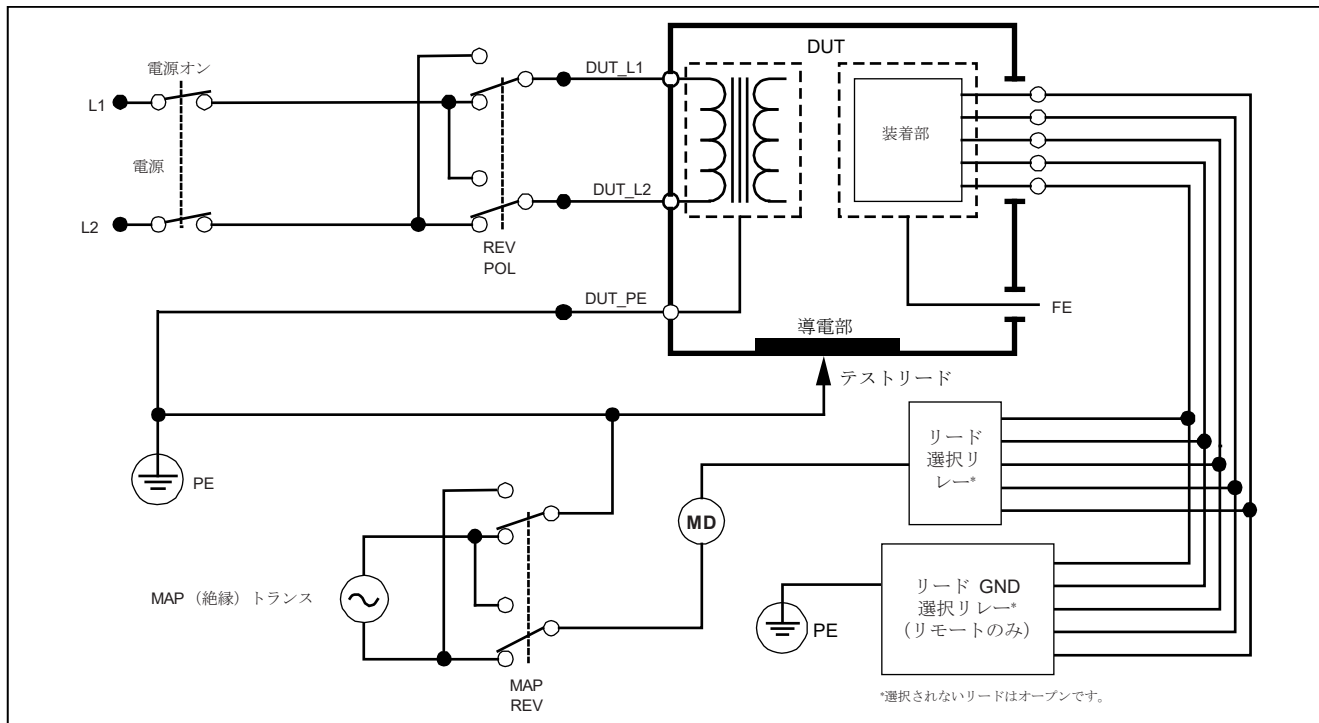 DUT
電源オン
DUT_L1
L1
装着部
電源
DUT_L2
L2
REV
POL
DUT_PE
FE
導電部
テストリード
リード
選択リ
レー*
PE
MD
MAP（絶縁）トランス
リード GND
選択リレー*
（リモートのみ）
PE
MAP
REV
*選択されないリードはオープンです。